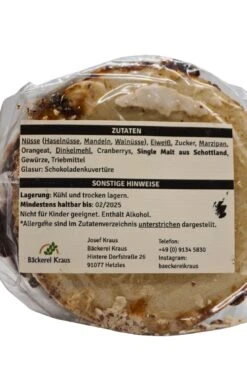 ZUTATEN
Nüsse (Haselnüsse, Mandeln, Walnüsse), Eiweiß, Zucker, Marzipan,
Orangeat, Dinkelmehl, Cranberrys, Single Malt aus Schottland,
Gewürze, Triebmittel
Glasur: Schokoladenkuvertüre
SONSTIGE HINWEISE
Lagerung: Kühl und trocken lagern.
Mindestens haltbar bis: 02/2025
Nicht für Kinder geeignet. Enthält Alkohol.
*Allergene sind im Zutatenverzeichnis unterstrichen dargestellt.
Bäckerei Kraus
Josef Kraus
Bäckerei Kraus
Hintere Dorfstraße 26
91077 Hetzles
Telefon:
+49 (0) 9134 5830
Instagram:
baeckereikraus